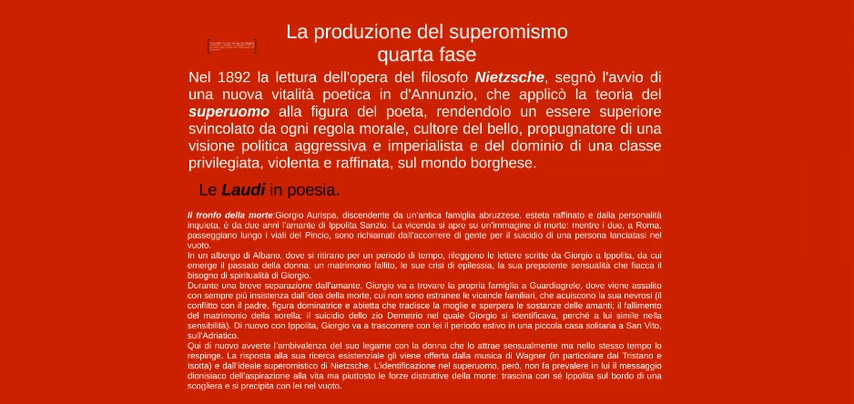 La produzione del superomismo
quarta fase
Nel 1892 la lettura dell'opera del filosofo Nietzsche, segnò l'avvio di
una nuova vitalità poetica in d'Annunzio, che applicò la teoria del
superuomo alla figura del poeta, rendendolo un essere superiore
svincolato da ogni regola morale, cultore del bello, propugnatore di una
visione politica aggressiva e imperialista e del dominio di una classe
privilegiata, violenta e raffinata, sul mondo borghese.
Le Laudi in poesia.
Il tronfo della morte:Giorgio Aurispa, discendente da un'antica famiglia abruzzese, esteta raffinato e dalla personalità
inquieta, è da due anni l'amante di Ippolita Sanzio. La vicenda si apre su un'immagine di morte: mentre i due, a Roma,
passeggiano lungo i viali del Pincio, sono richiamati dall'accorrere di gente per il suicidio di una persona lanciatasi nel
vuoto.
In un albergo di Albano, dove si ritirano per un periodo di tempo, rileggono le lettere scritte da Giorgio a Ippolita, da cui
emerge il passato della donna: un matrimonio fallito, le sue crisi di epilessia, la sua prepotente sensualità che fiacca il
bisogno di spiritualità di Giorgio.
Durante una breve separazione dall'amante. Giorgio va a trovare la propria famiglia a Guardiagrele, dove viene assalito
con sempre più insistenza dall'idea della morte, cui non sono estranee le vicende familiari, che acuiscono la sua nevrosi (il
conflitto con il padre, figura dominatrice e abietta che tradisce la moglie e sperpera le sostanze delle amanti; il fallimento
del matrimonio della sorella; il suicidio dello zio Demetrio nel quale Giorgio si identificava, perchè a lui simile nella
sensibilità). Di nuovo con Ippolita, Giorgio va a trascorrere con lei il periodo estivo in una piccola casa solitaria a San Vito,
sull'Adriatico.
Qui di nuovo avverte l'ambivalenza del suo legame con la donna che lo attrae sensualmente ma nello stesso tempo lo
respinge. La risposta alla sua ricerca esistenziale gli viene offerta dalla musica di Wagner (in particolare dal Tristano e
Isotta) e dall'ideale superomistico di Nietzsche. L'identificazione nel superuomo, però, non fa prevalere in lui il messaggio
dionisiaco dell'aspirazione alla vita ma piuttosto le forze distruttive della morte: trascina con sé Ippolita sul bordo di una
scogliera e si precipita con lei nel vuoto.